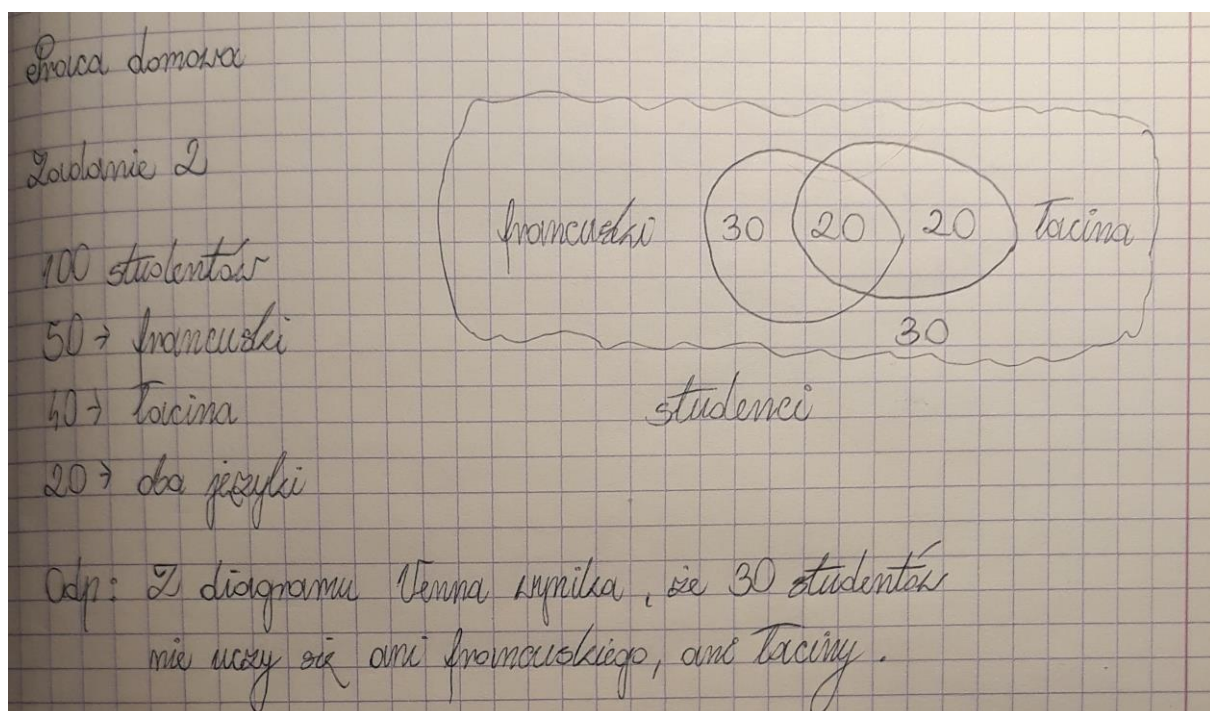 Praca domowa
Zadanie 2
francuski 30 20 20 łacina
100 studentów
50 → francuski
30
40 → łacina
studenci
20 → oba języki
Odp: Z diagramu Venna wynika, że 30 studentów
nie uczy się ani francuskiego, ani łaciny.